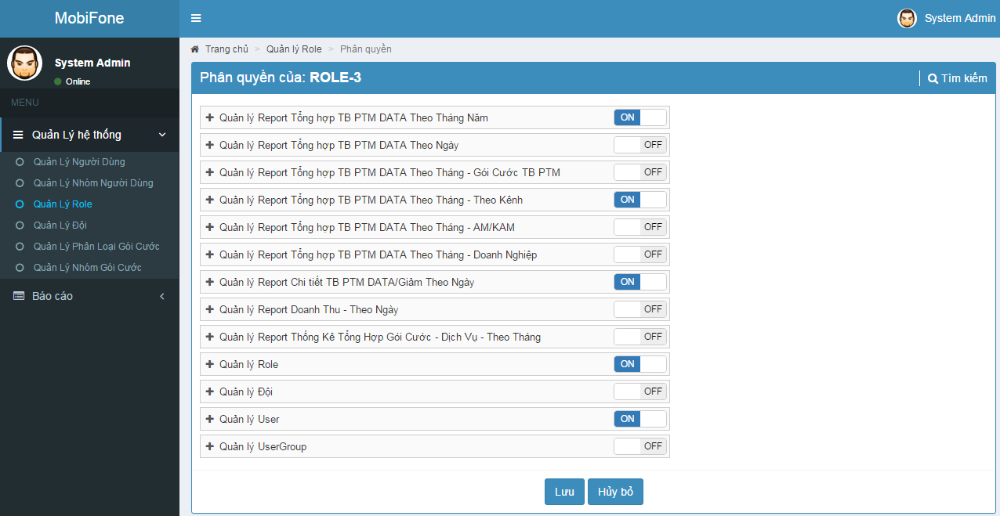 MobiFone
System Admin
System Admin
Online
MENU
Quản Lý hệ thống
Quản Lý Người Dùng
Quản Lý Nhóm Người Dùng
Quản Lý Role
Quản Lý Đội
Quản Lý Phân Loại Gói Cước
Quản Lý Nhóm Gói Cước
Báo cáo
Trang chủ > Quản lý Role > Phân quyền
Phân quyền của: ROLE-3
Tìm kiếm
Quản lý Report Tổng hợp TB PTM DATA Theo Tháng Năm ON
Quản lý Report Tổng hợp TB PTM DATA Theo Ngày OFF
Quản lý Report Tổng hợp TB PTM DATA Theo Tháng - Gói Cước TB PTM OFF
Quản lý Report Tổng hợp TB PTM DATA Theo Tháng - Theo Kênh ON
Quản lý Report Tổng hợp TB PTM DATA Theo Tháng - AM/KAM OFF
Quản lý Report Tổng hợp TB PTM DATA Theo Tháng - Doanh Nghiệp OFF
Quản lý Report Chi tiết TB PTM DATA/Giảm Theo Ngày ON
Quản lý Report Doanh Thu - Theo Ngày OFF
Quản lý Report Thống Kê Tổng Hợp Gói Cước - Dịch Vụ - Theo Tháng OFF
Quản lý Role ON
Quản lý Đội OFF
Quản lý User ON
Quản lý UserGroup OFF
Lưu
Hủy bỏ